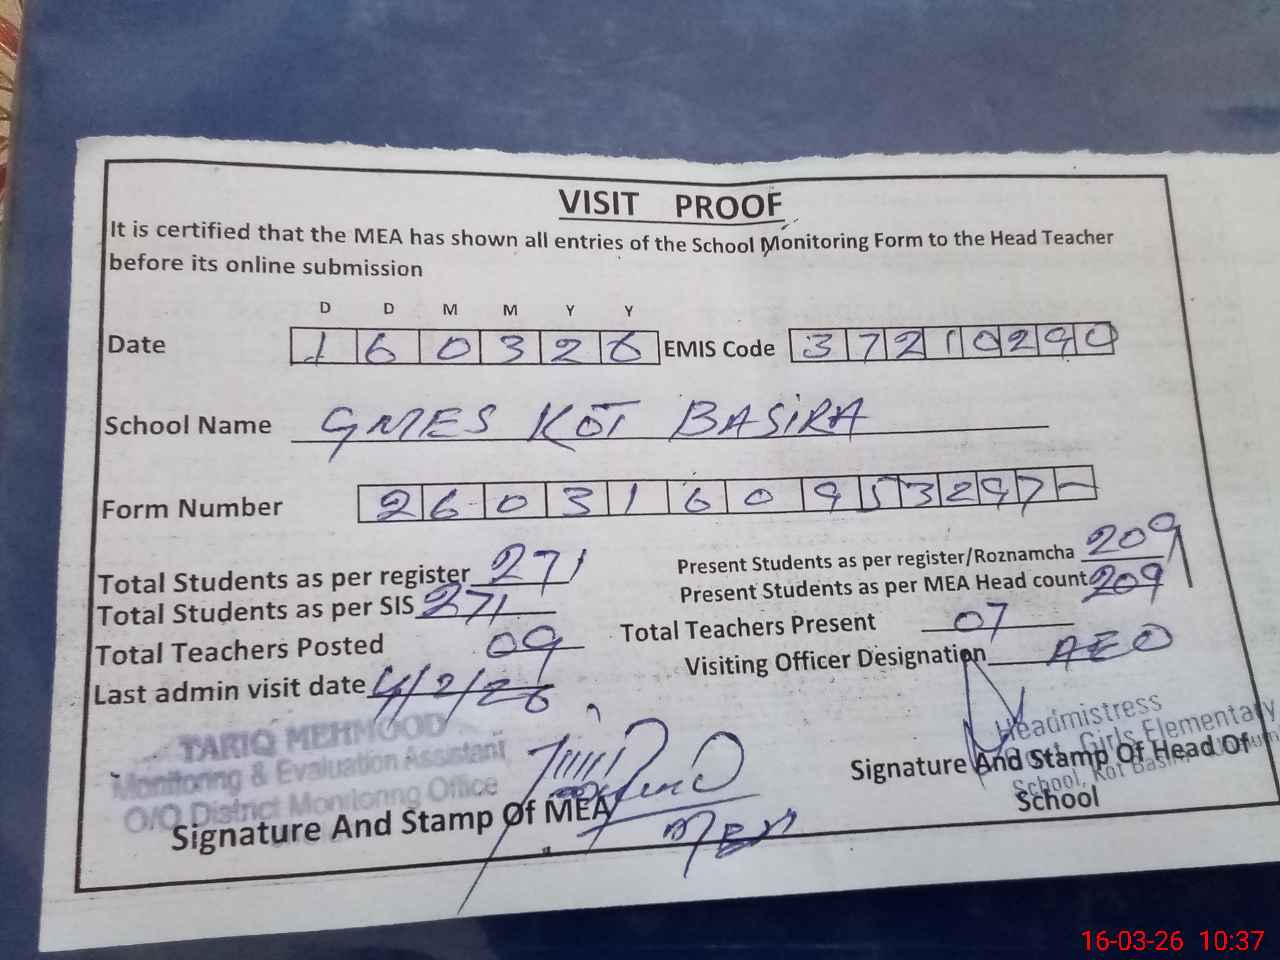 VISIT PROOF
It is certified that the MEA has shown all entries of the School Monitoring Form to the Head Teacher
before its online submission
D D M M Y Y
Date 1 6 0 3 2 6 EMIS Code 3 7 2 1 0 2 9 0
School Name GMES KOT BASIRA
Form Number 2 6 0 3 1 6 0 9 5 3 2 9 7 -
Total Students as per register 271 Present Students as per register/Roznamcha 209
Total Students as per SIS 271 Present Students as per MEA Head count 209
Total Teachers Posted 09 Total Teachers Present 07
Last admin visit date 4/2/26 Visiting Officer Designation AEO
TARIQ MEHMOOD
Monitoring & Evaluation Assistant
O/O District Monitoring Office
Signature And Stamp Of MEA
MEA
Headmistress
Govt. Girls Elementary
School, Kot Basira
Signature And Stamp Of Head Of
School
16-03-26 10:37